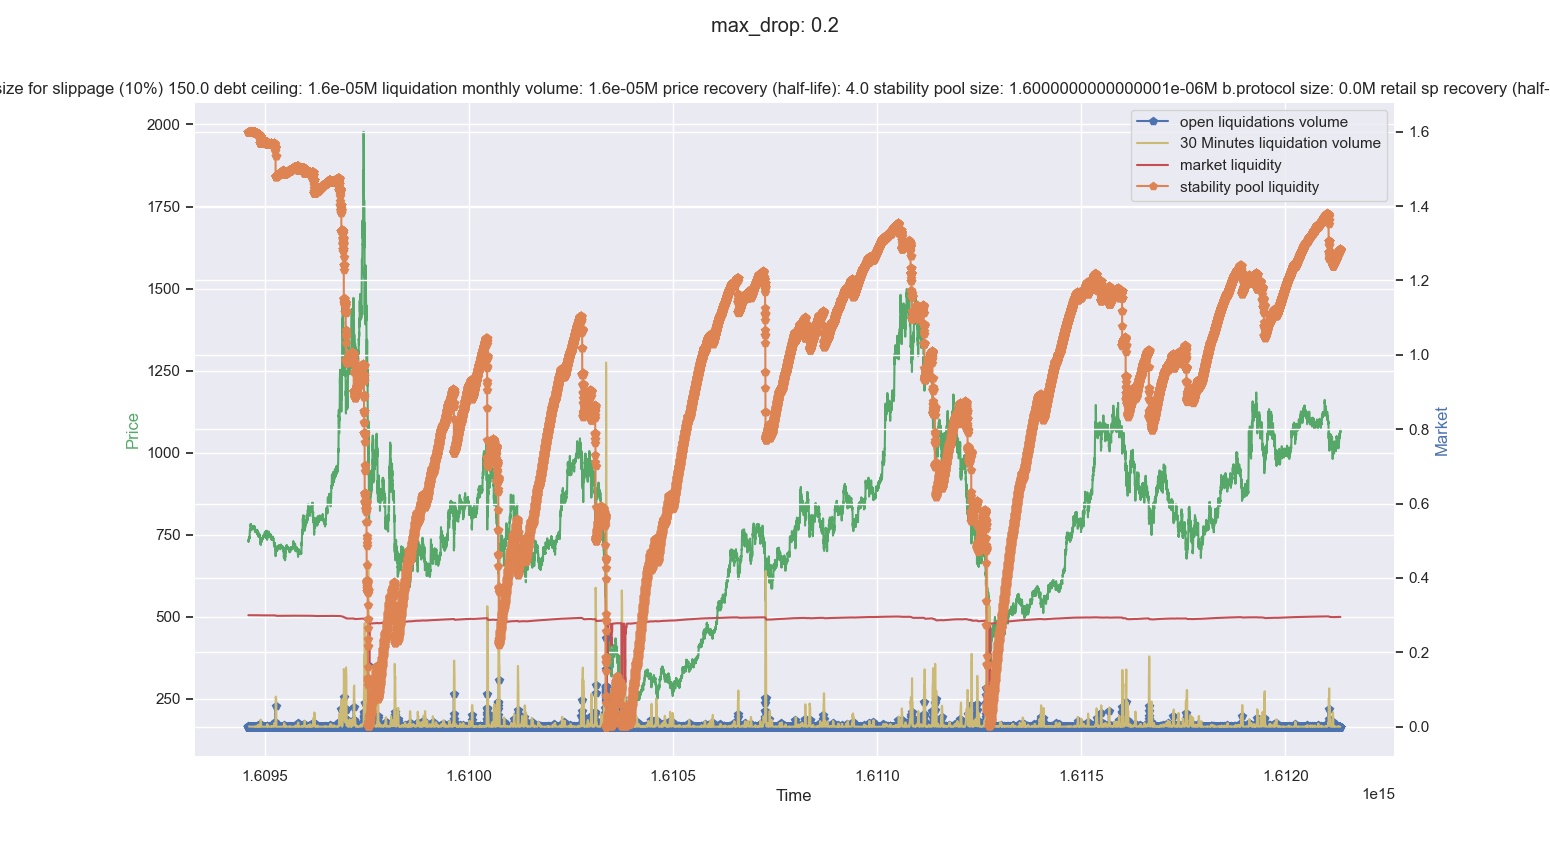 max_drop: 0.2
size for slippage (10%) 150.0 debt ceiling: 1.6e-05M liquidation monthly volume: 1.6e-05M price recovery (half-life): 4.0 stability pool size: 1.6000000000000001e-06M b.protocol size: 0.0M retail sp recovery (half-
open liquidations volume
30 Minutes liquidation volume
market liquidity
stability pool liquidity
2000
1750
1500
1250
1000
750
500
250
Price
1.6
1.4
1.2
1.0
0.8
0.6
0.4
0.2
0.0
Market
1.6095 1.6100 1.6105 1.6110 1.6115 1.6120
Time
1e15